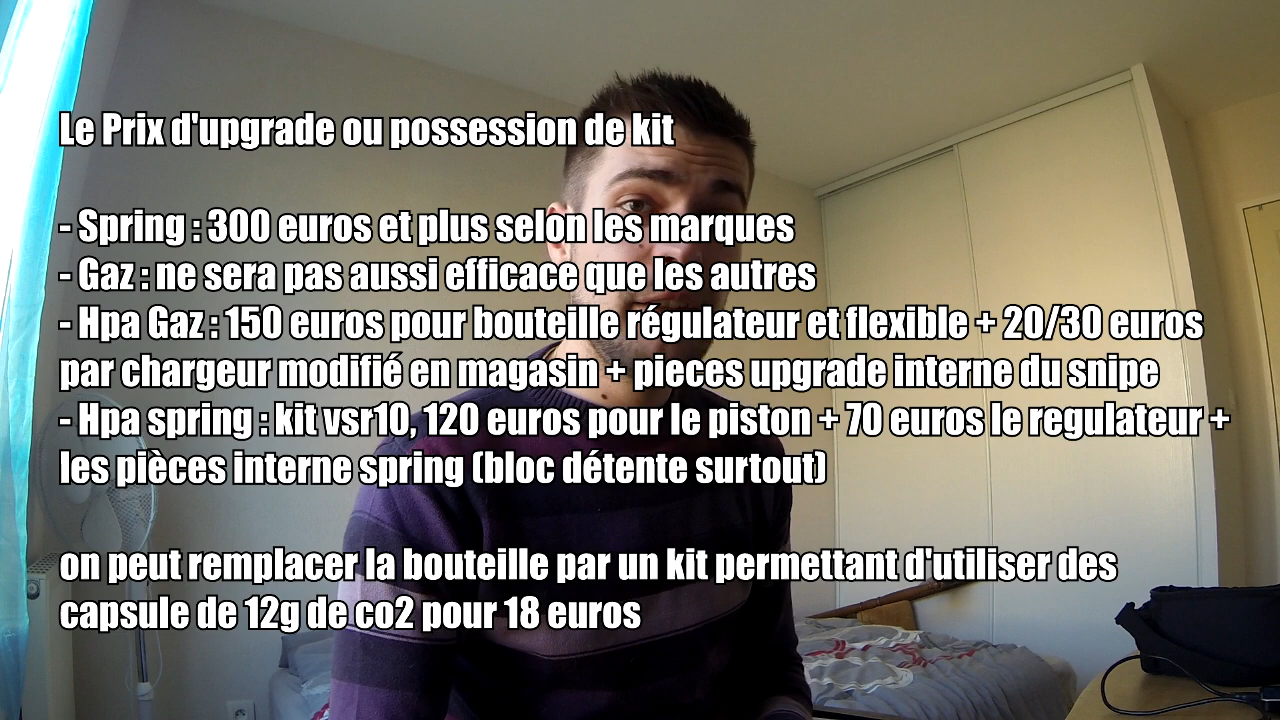 Le Prix d'upgrade ou possession de kit
- Spring : 300 euros et plus selon les marques
- Gaz : ne sera pas aussi efficace que les autres
- Hpa Gaz : 150 euros pour bouteille régulateur et flexible + 20/30 euros
par chargeur modifié en magasin + pieces upgrade interne du snipe
- Hpa spring : kit vsr10, 120 euros pour le piston + 70 euros le regulateur +
les pièces interne spring (bloc détente surtout)
on peut remplacer la bouteille par un kit permettant d'utiliser des
capsule de 12g de co2 pour 18 euros